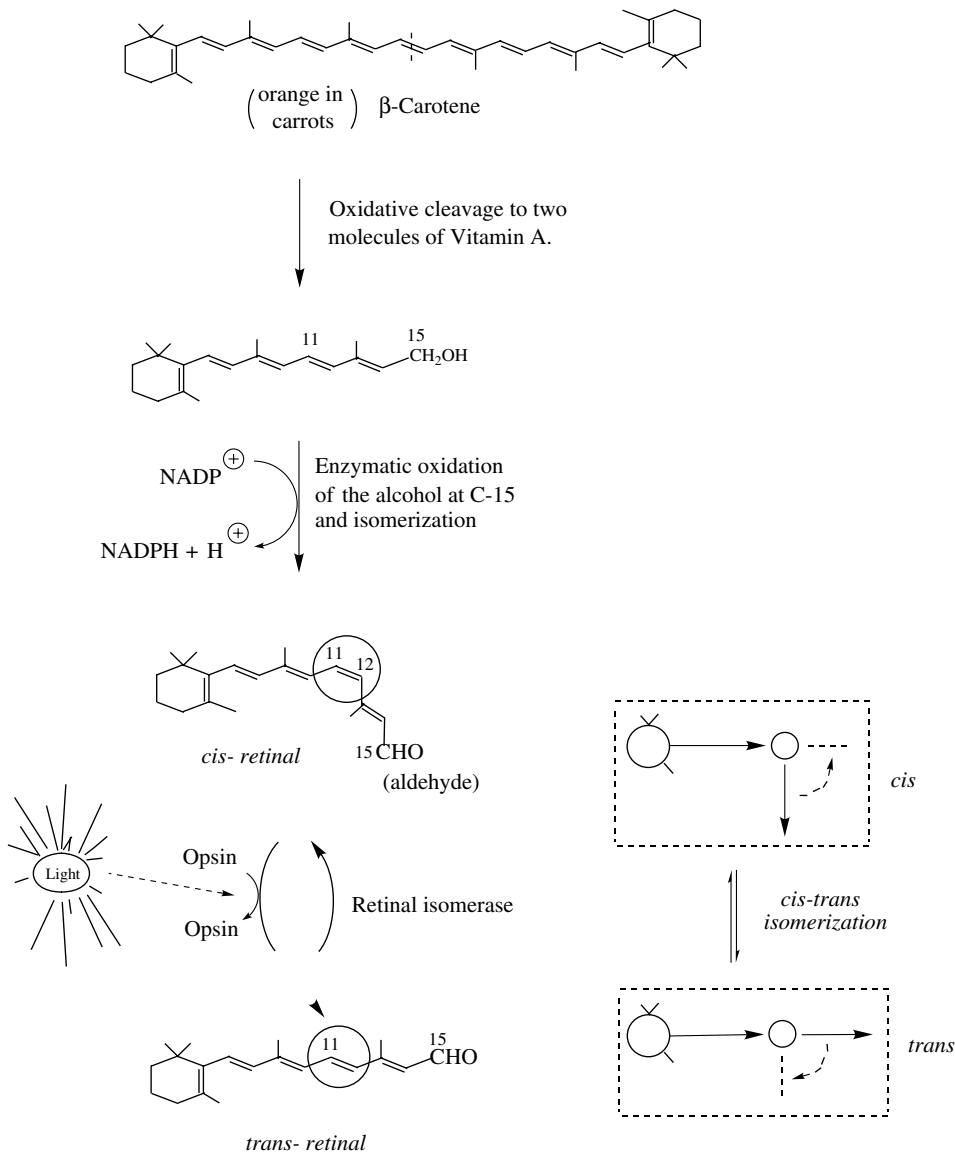 (orange in
carrots)
β-Carotene
Oxidative cleavage to two
molecules of Vitamin A.
11
15
CH₂OH
NADP⊕
NADPH + H⊕
Enzymatic oxidation
of the alcohol at C-15
and isomerization
11
12
15 CHO
(aldehyde)
cis- retinal
cis
Light
Opsin
Opsin
Retinal isomerase
cis-trans
isomerization
11
15
CHO
trans- retinal
trans